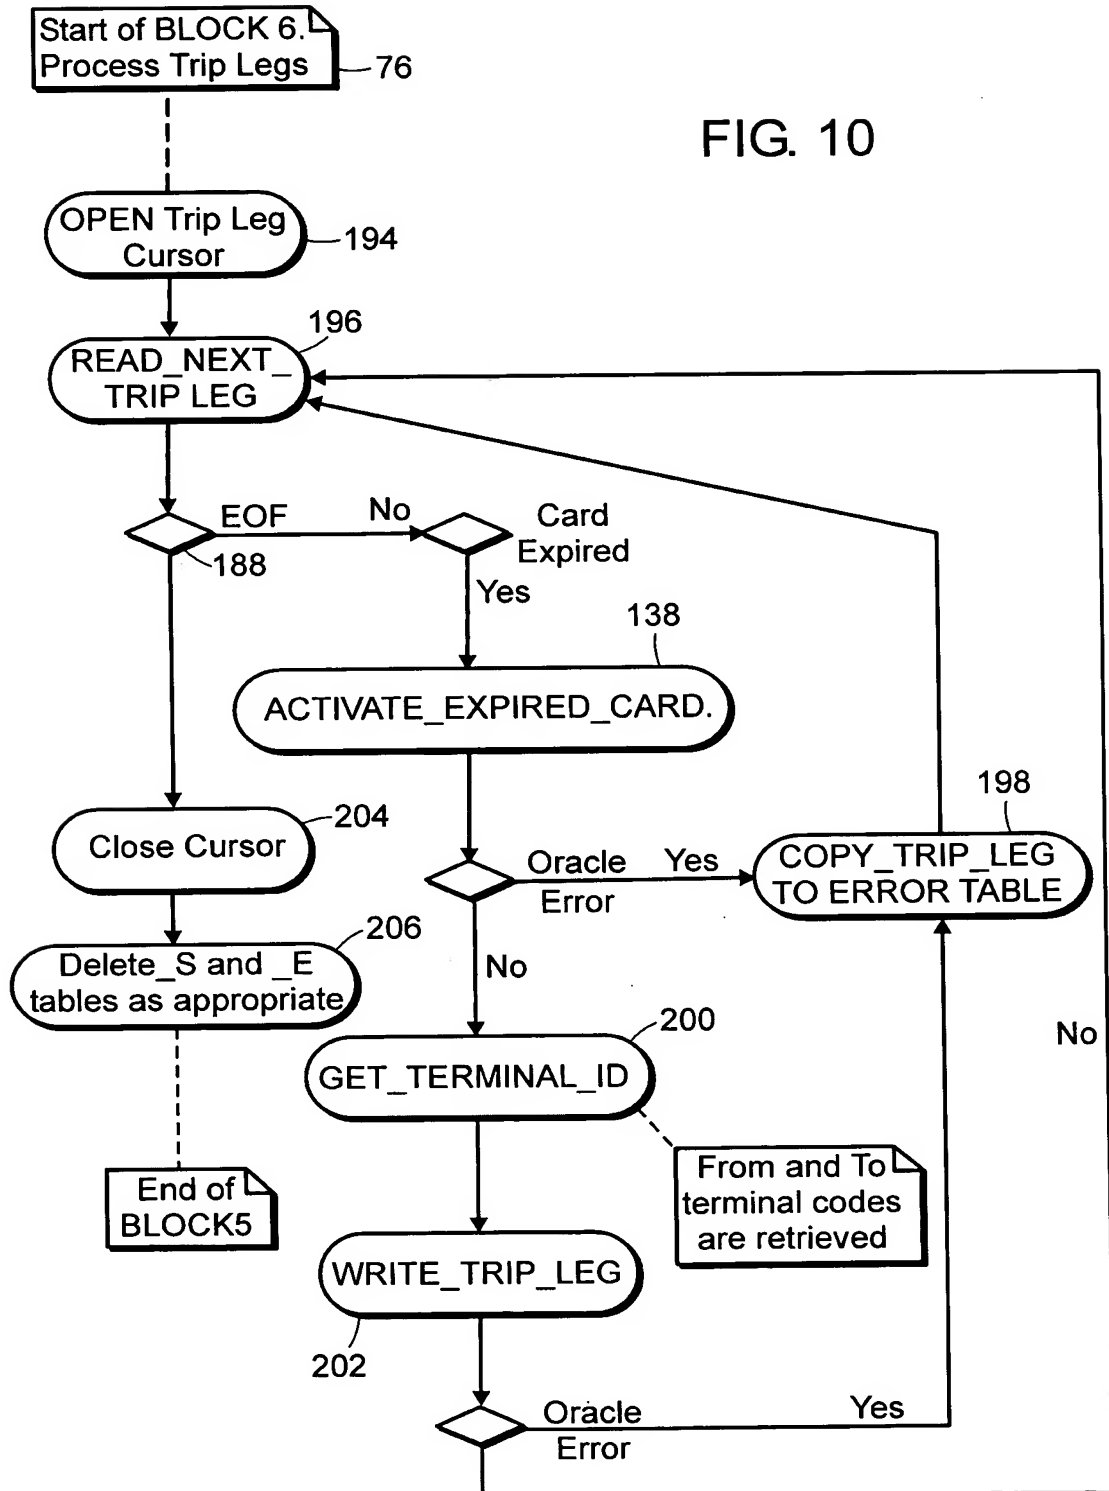 Start of BLOCK 6.
Process Trip Legs
76
FIG. 10
OPEN Trip Leg
Cursor
194
196
READ_NEXT_
TRIP LEG
EOF
No
Card
Expired
188
Yes
138
ACTIVATE_EXPIRED_CARD.
204
Close Cursor
198
COPY_TRIP_LEG
TO ERROR TABLE
Oracle
Error
Yes
206
Delete_S and _E
tables as appropriate
No
200
GET_TERMINAL_ID
No
From and To
terminal codes
are retrieved
End of
BLOCK5
WRITE_TRIP_LEG
202
Oracle
Error
Yes